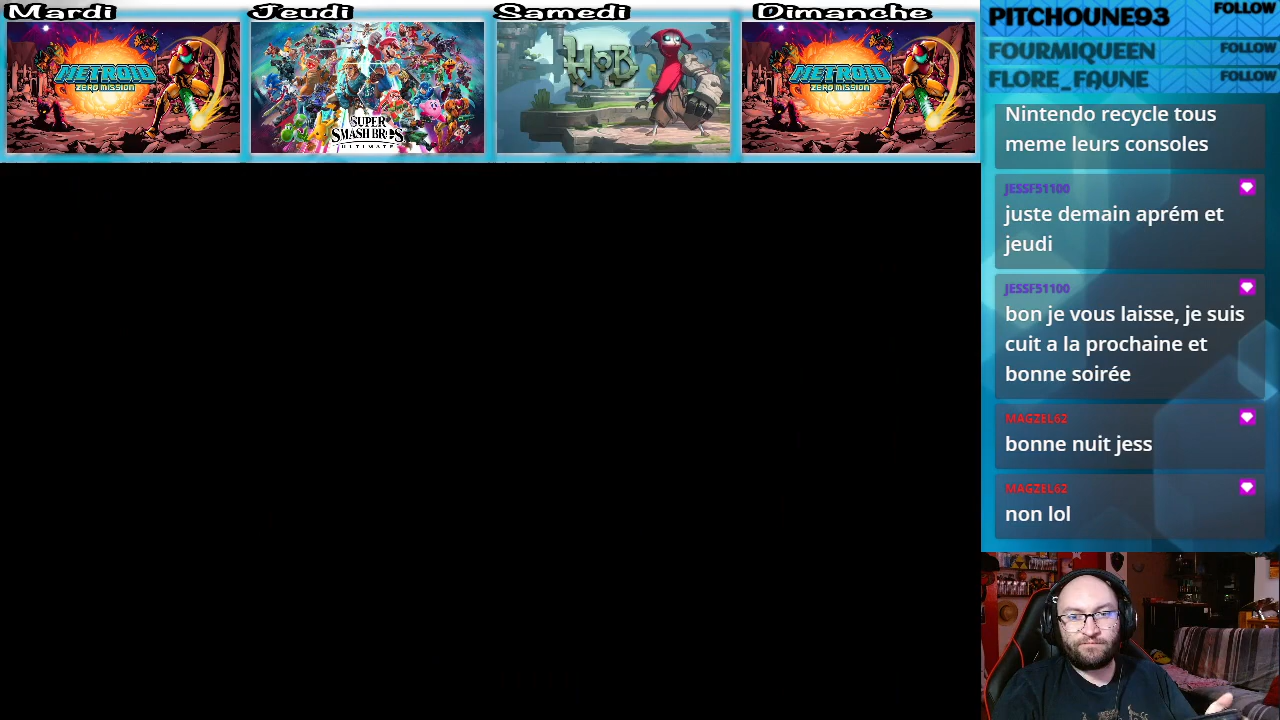 Mardi
Jeudi
Samedi
Dimanche
METROID
ZERO MISSION
SUPER
SMASH BROS
ULTIMATE
HOB
METROID
ZERO MISSION
PITCHOUNE93 FOLLOW
FOURMIQUEEN FOLLOW
FLORE_FAUNE FOLLOW
Nintendo recycle tous
meme leurs consoles
JESSF51100
juste demain aprém et
jeudi
JESSF51100
bon je vous laisse, je suis
cuit a la prochaine et
bonne soirée
MAGZEL62
bonne nuit jess
MAGZEL62
non lol